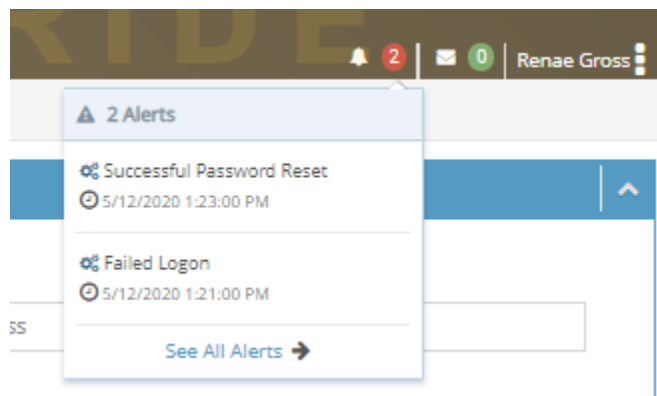 RIDE
2 0 Renae Gross
2 Alerts
Successful Password Reset
5/12/2020 1:23:00 PM
Failed Logon
5/12/2020 1:21:00 PM
ss
See All Alerts